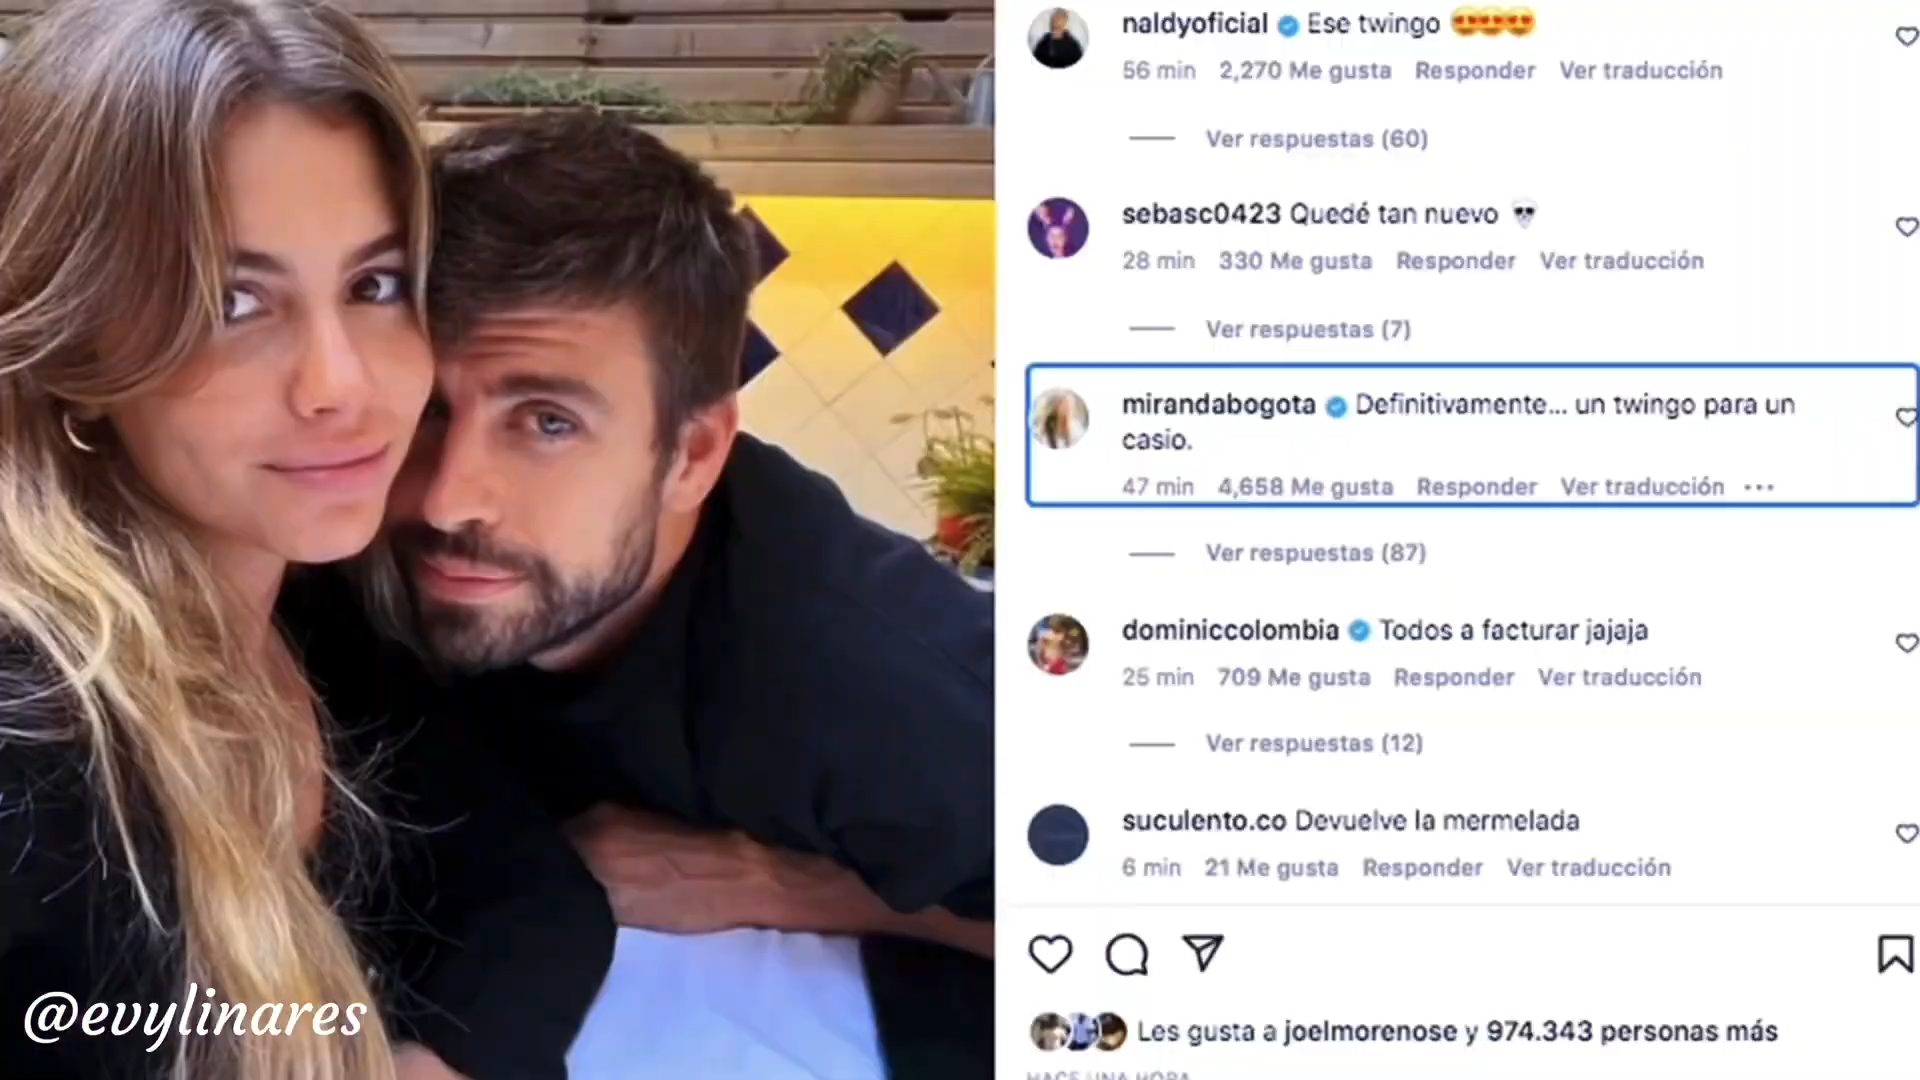 naldyoficial Ese twingo 😍😍😍
56 min 2,270 Me gusta Responder Ver traducción
Ver respuestas (60)
sebasc0423 Quedé tan nuevo 💀
28 min 330 Me gusta Responder Ver traducción
Ver respuestas (7)
mirandabogota Definitivamente... un twingo para un
casio.
47 min 4,658 Me gusta Responder Ver traducción ...
Ver respuestas (87)
dominiccolombia Todos a facturar jajaja
25 min 709 Me gusta Responder Ver traducción
Ver respuestas (12)
suculento.co Devuelve la mermelada
6 min 21 Me gusta Responder Ver traducción
Les gusta a joelmorenose y 974.343 personas más
HACE UNA HORA
@evylinares